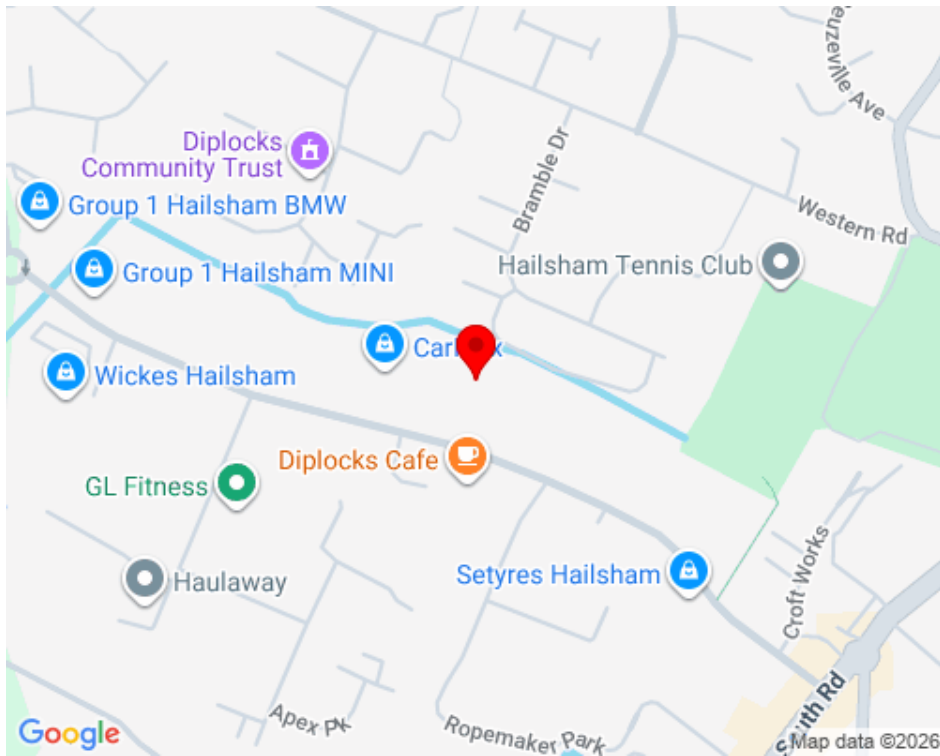 euzeville Ave
Diplocks
Community Trust
Bramble Dr
Group 1 Hailsham BMW
Western Rd
Hailsham Tennis Club
Group 1 Hailsham MINI
Wickes Hailsham
Diplocks Cafe
GL Fitness
Setyres Hailsham
Haulaway
Croft Works
Apex Pk
Ropemaker Park
South Rd
Google
Map data ©2026